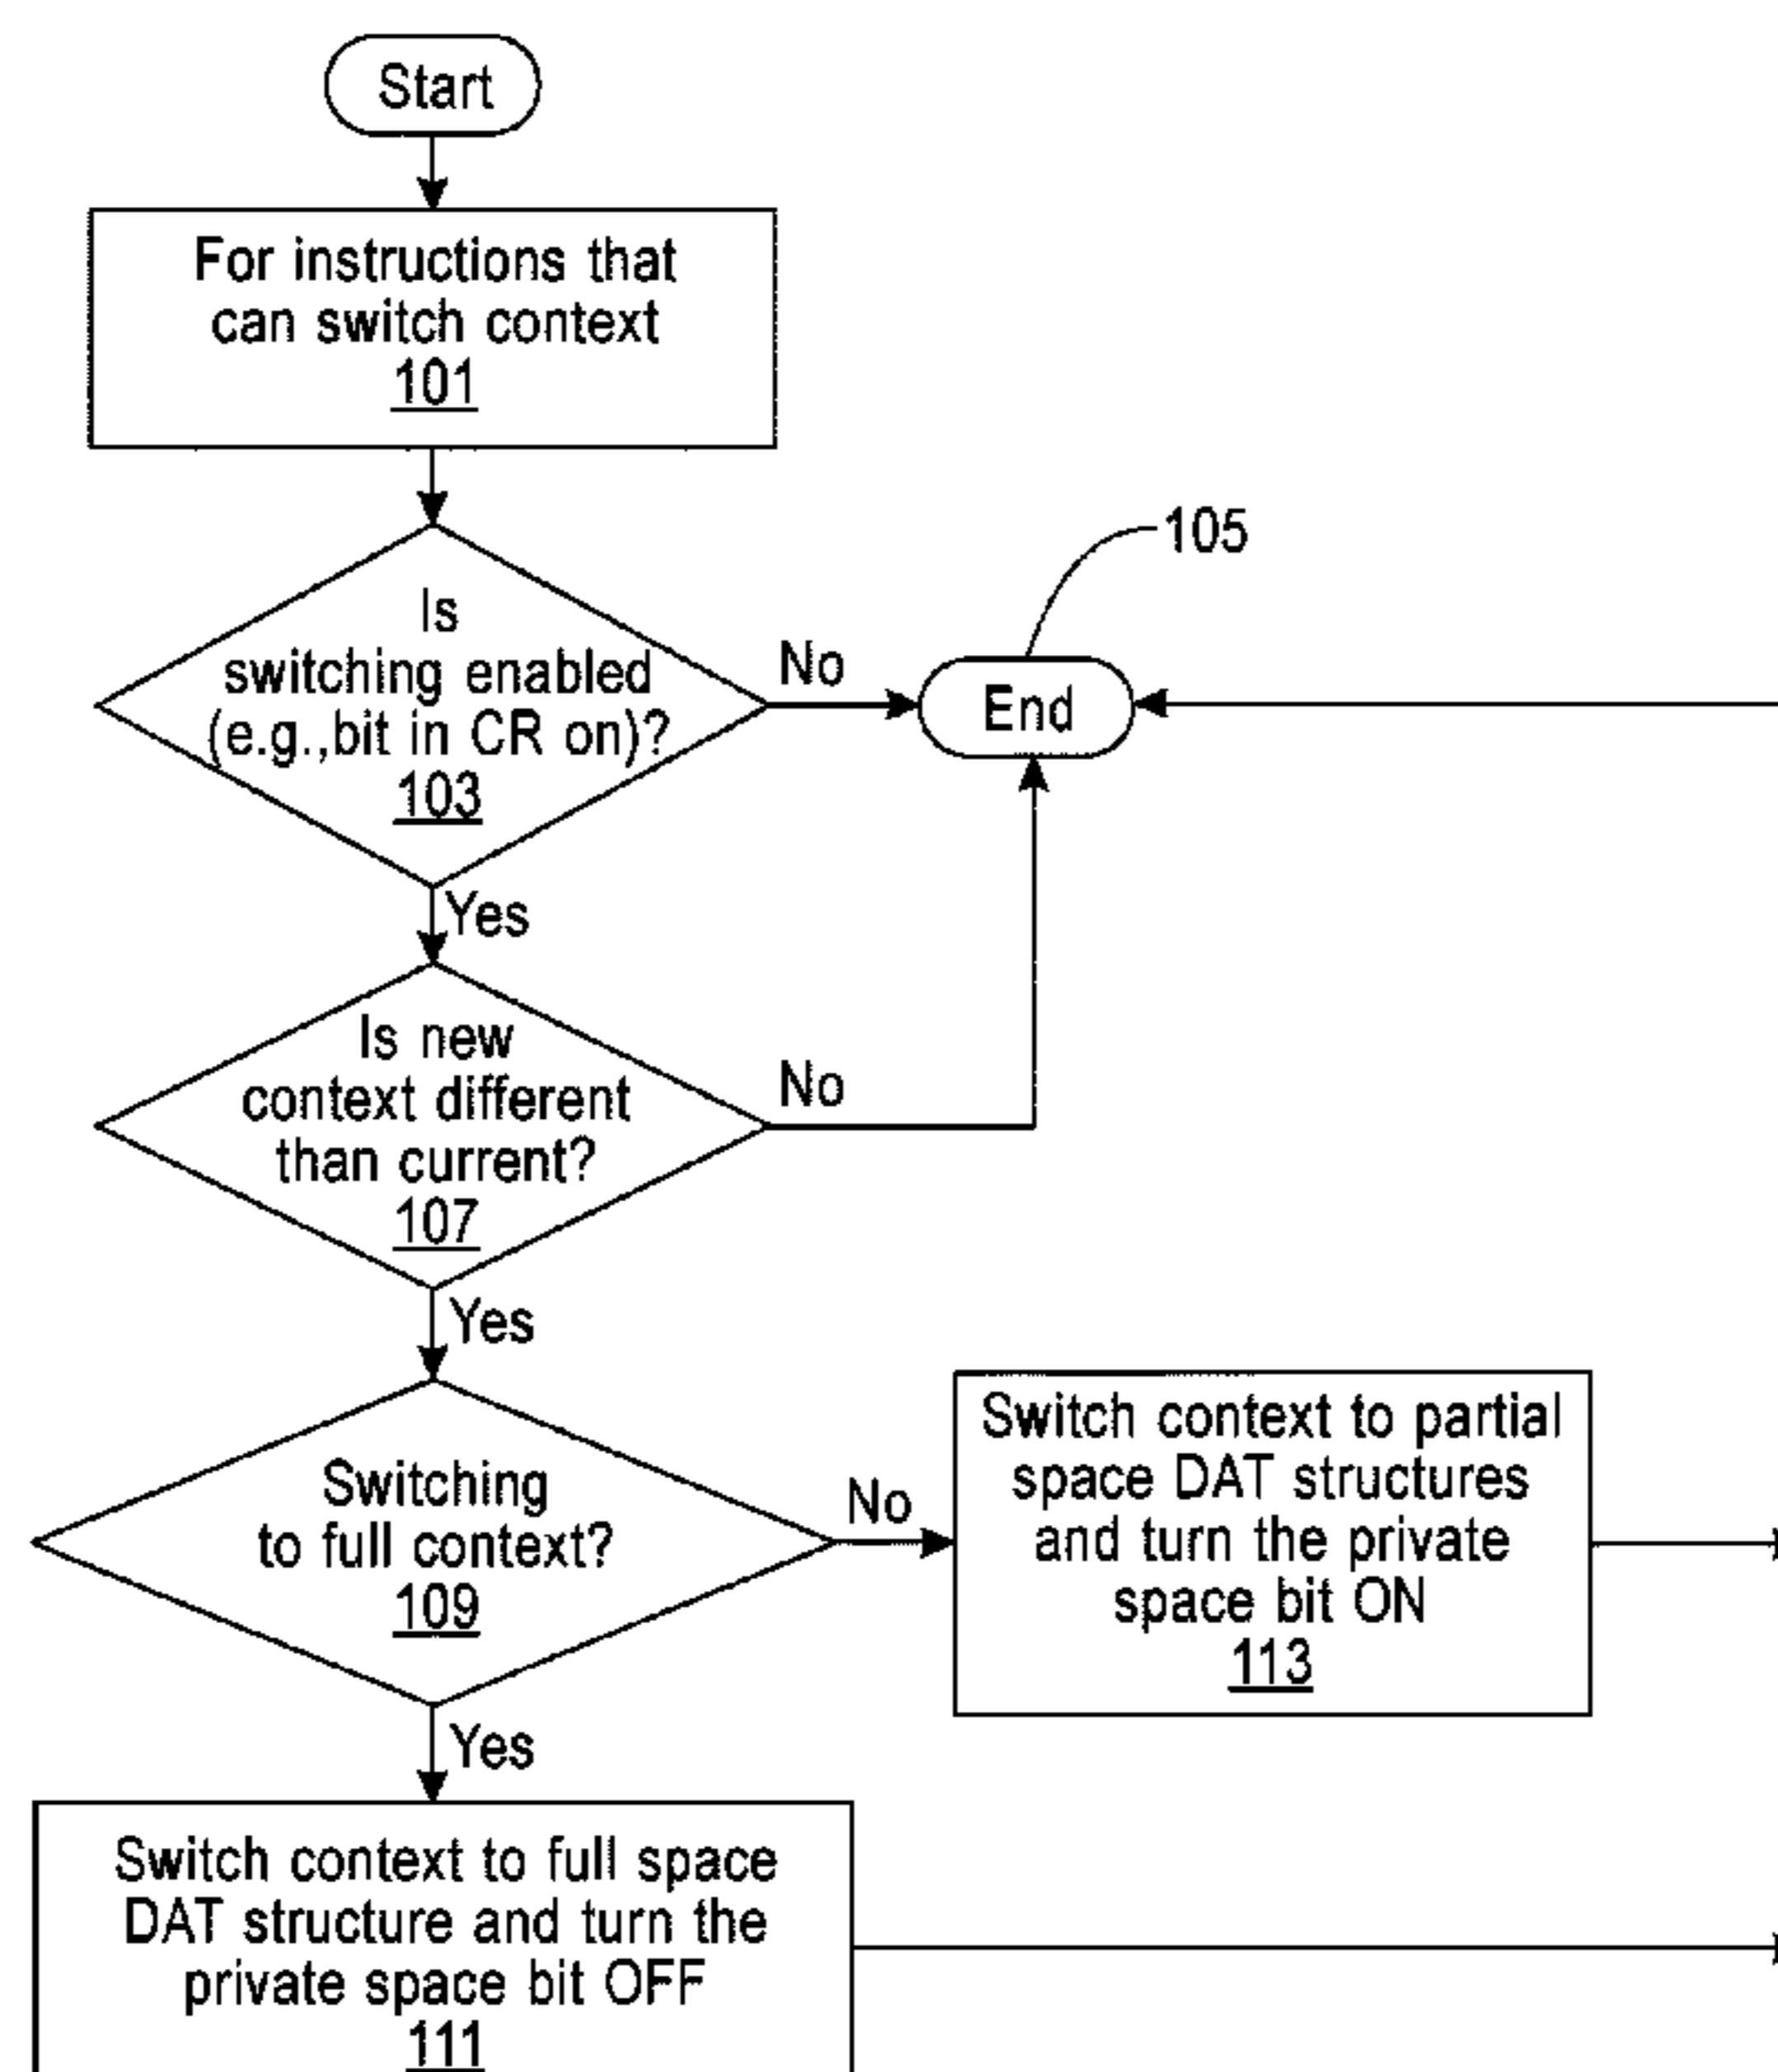 Start
For instructions that
can switch context
101
Is
switching enabled
(e.g.,bit in CR on)?
103
No
End
105
Yes
Is new
context different
than current?
107
No
Yes
Switching
to full context?
109
No
Switch context to partial
space DAT structures
and turn the private
space bit ON
113
Yes
Switch context to full space
DAT structure and turn the
private space bit OFF
111